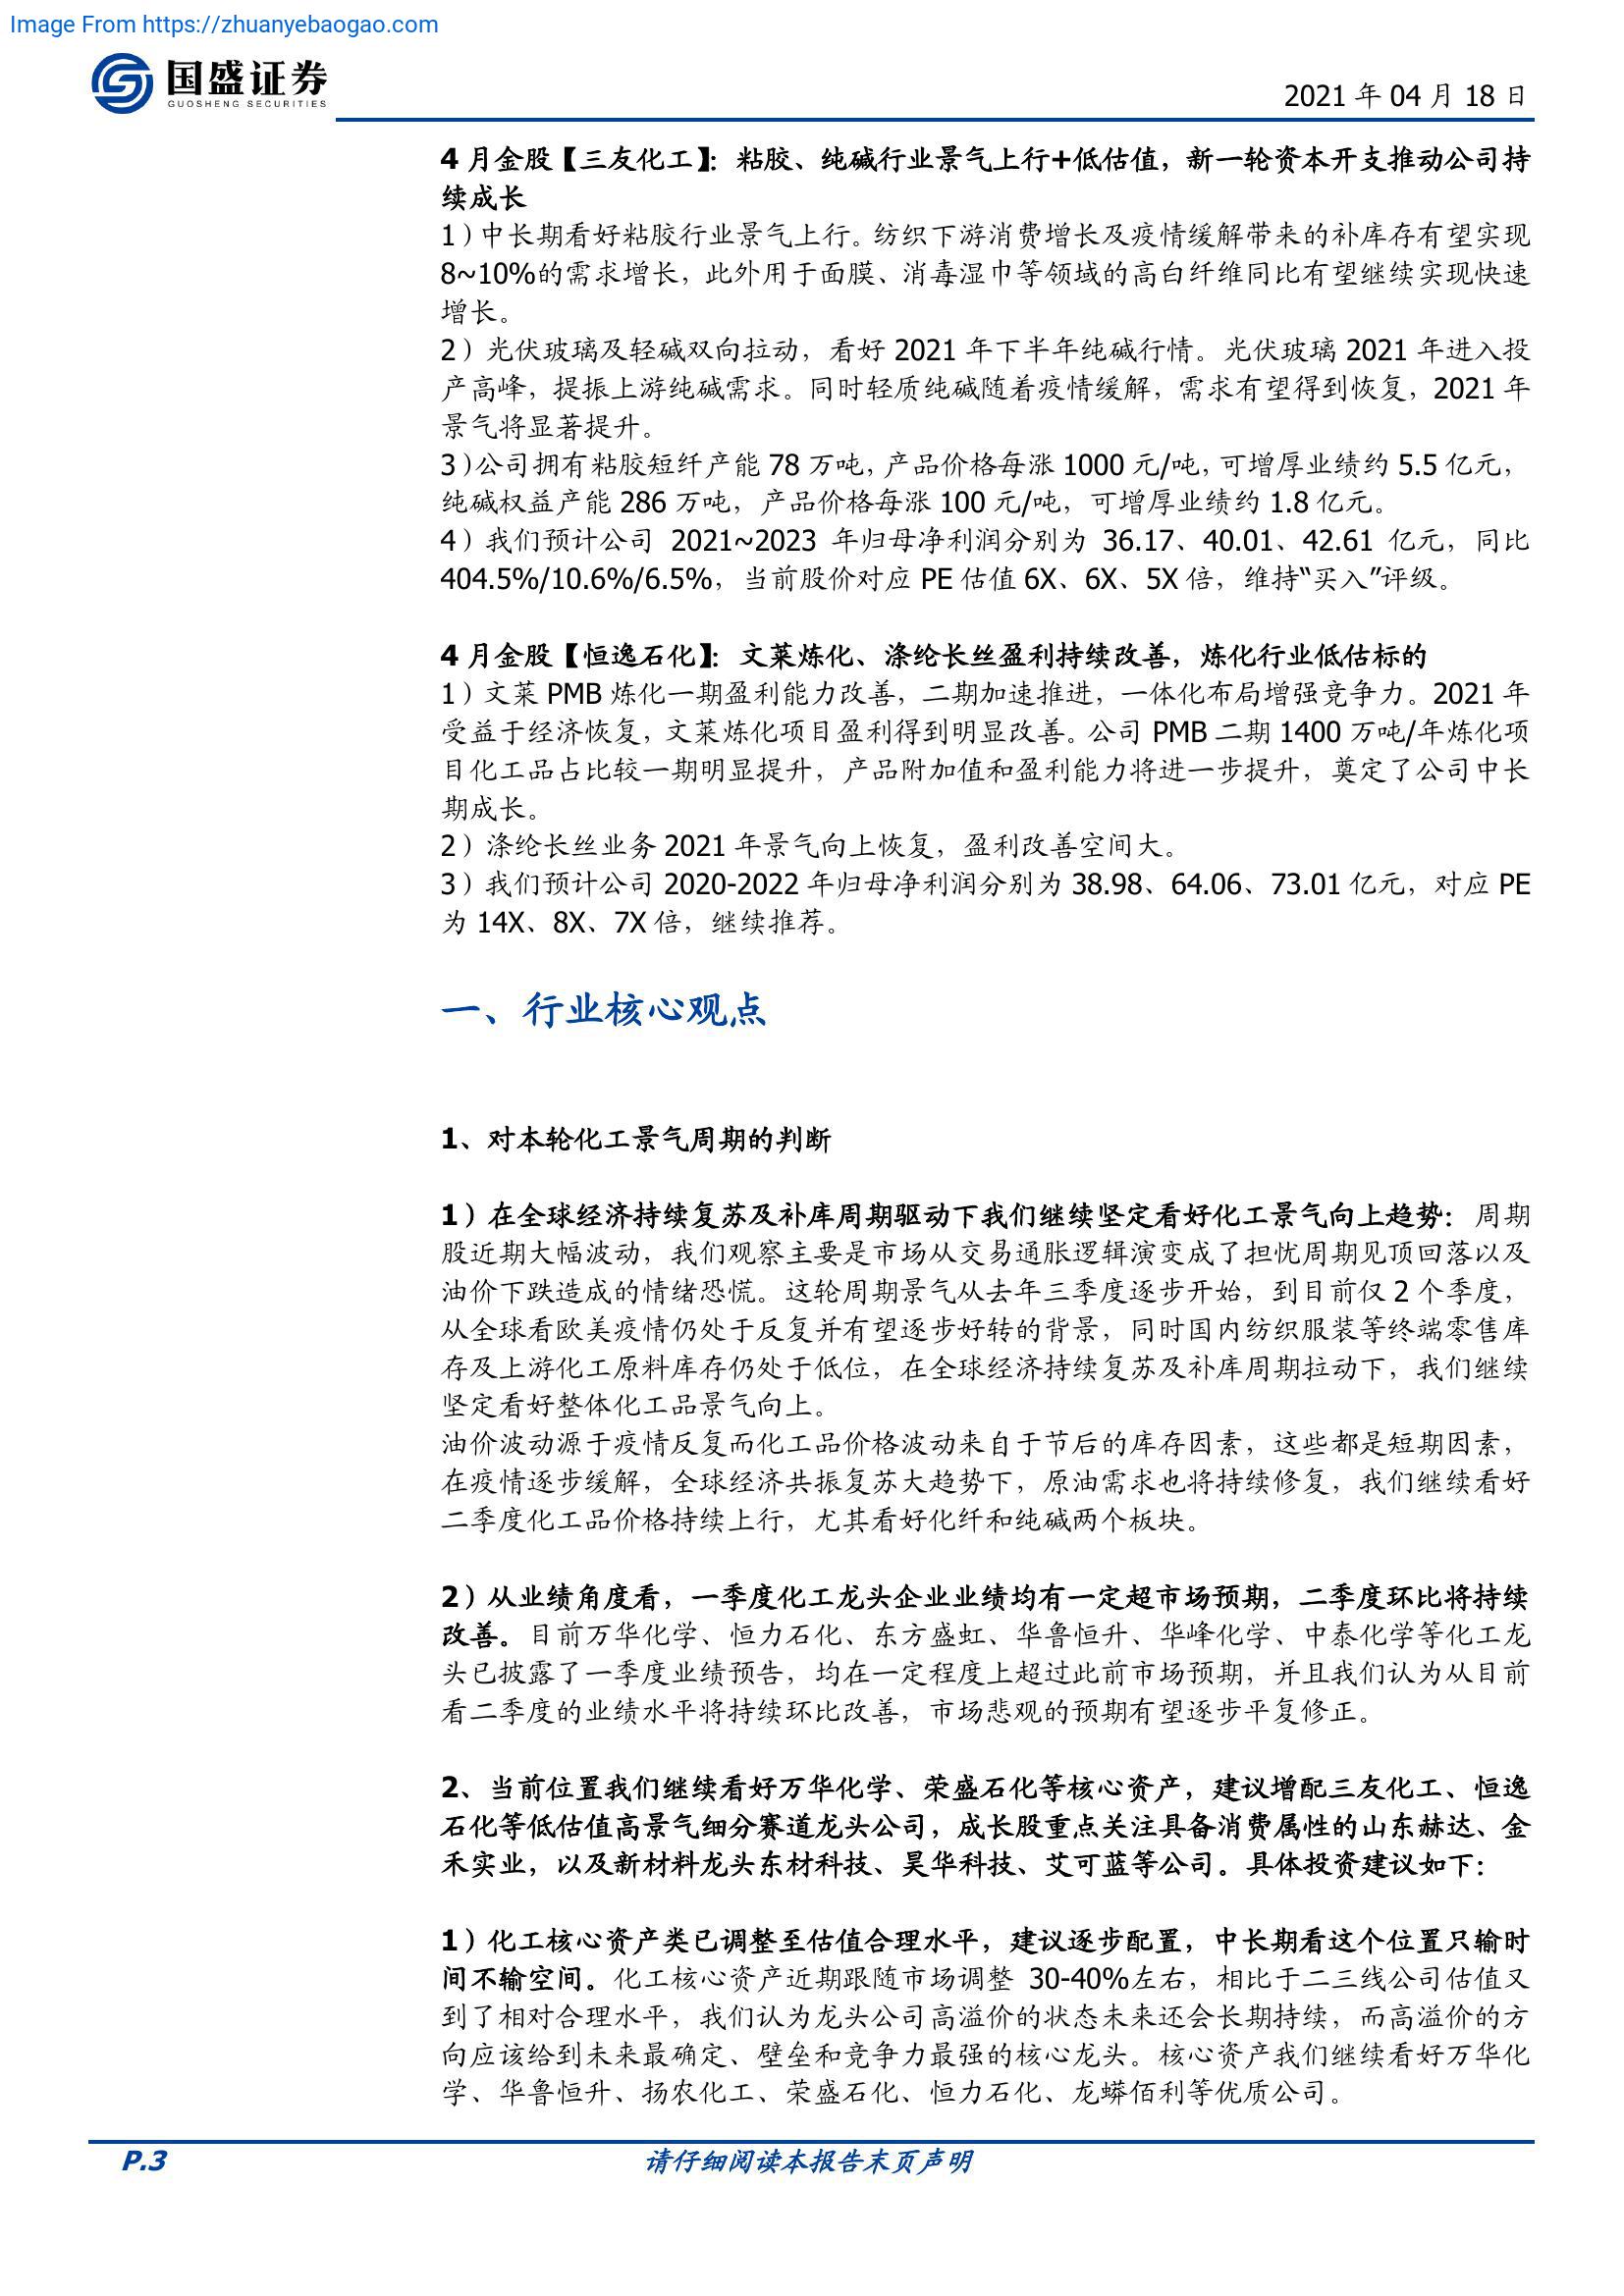 Image From https://zhuanyebaogao.com
国盛证券
GUOSHENG SECURITIES
2021 年 04 月 18 日
4 月金股【三友化工】：粘胶、纯碱行业景气上行+低估值，新一轮资本开支推动公司持
续成长
1）中长期看好粘胶行业景气上行。纺织下游消费增长及疫情缓解带来的补库存有望实现
8~10%的需求增长，此外用于面膜、消毒湿巾等领域的高白纤维同比有望继续实现快速
增长。
2）光伏玻璃及轻碱双向拉动，看好 2021 年下半年纯碱行情。光伏玻璃 2021 年进入投
产高峰，提振上游纯碱需求。同时轻质纯碱随着疫情缓解，需求有望得到恢复，2021 年
景气将显著提升。
3）公司拥有粘胶短纤产能 78 万吨，产品价格每涨 1000 元/吨，可增厚业绩约 5.5 亿元，
纯碱权益产能 286 万吨，产品价格每涨 100 元/吨，可增厚业绩约 1.8 亿元。
4）我们预计公司 2021~2023 年归母净利润分别为 36.17、40.01、42.61 亿元，同比
404.5%/10.6%/6.5%，当前股价对应 PE 估值 6X、6X、5X 倍，维持“买入”评级。
4 月金股【恒逸石化】：文莱炼化、涤纶长丝盈利持续改善，炼化行业低估标的
1）文莱 PMB 炼化一期盈利能力改善，二期加速推进，一体化布局增强竞争力。2021 年
受益于经济恢复，文莱炼化项目盈利得到明显改善。公司 PMB 二期 1400 万吨/年炼化项
目化工品占比较一期明显提升，产品附加值和盈利能力将进一步提升，奠定了公司中长
期成长。
2）涤纶长丝业务 2021 年景气向上恢复，盈利改善空间大。
3）我们预计公司 2020-2022 年归母净利润分别为 38.98、64.06、73.01 亿元，对应 PE
为 14X、8X、7X 倍，继续推荐。
一、行业核心观点
1、对本轮化工景气周期的判断
1）在全球经济持续复苏及补库周期驱动下我们继续坚定看好化工景气向上趋势：周期
股近期大幅波动，我们观察主要是市场从交易通胀逻辑演变成了担忧周期见顶回落以及
油价下跌造成的情绪恐慌。这轮周期景气从去年三季度逐步开始，到目前仅 2 个季度，
从全球看欧美疫情仍处于反复并有望逐步好转的背景，同时国内纺织服装等终端零售库
存及上游化工原料库存仍处于低位，在全球经济持续复苏及补库周期拉动下，我们继续
坚定看好整体化工品景气向上。
油价波动源于疫情反复而化工品价格波动来自于节后的库存因素，这些都是短期因素，
在疫情逐步缓解，全球经济共振复苏大趋势下，原油需求也将持续修复，我们继续看好
二季度化工品价格持续上行，尤其看好化纤和纯碱两个板块。
2）从业绩角度看，一季度化工龙头企业业绩均有一定超市场预期，二季度环比将持续
改善。目前万华化学、恒力石化、东方盛虹、华鲁恒升、华峰化学、中泰化学等化工龙
头已披露了一季度业绩预告，均在一定程度上超过此前市场预期，并且我们认为从目前
看二季度的业绩水平将持续环比改善，市场悲观的预期有望逐步平复修正。
2、当前位置我们继续看好万华化学、荣盛石化等核心资产，建议增配三友化工、恒逸
石化等低估值高景气细分赛道龙头公司，成长股重点关注具备消费属性的山东赫达、金
禾实业，以及新材料龙头东材科技、昊华科技、艾可蓝等公司。具体投资建议如下：
1）化工核心资产类已调整至估值合理水平，建议逐步配置，中长期看这个位置只输时
间不输空间。化工核心资产近期跟随市场调整 30-40%左右，相比于二三线公司估值又
到了相对合理水平，我们认为龙头公司高溢价的状态未来还会长期持续，而高溢价的方
向应该给到未来最确定、壁垒和竞争力最强的核心龙头。核心资产我们继续看好万华化
学、华鲁恒升、扬农化工、荣盛石化、恒力石化、龙蟒佰利等优质公司。
P.3
请仔细阅读本报告末页声明